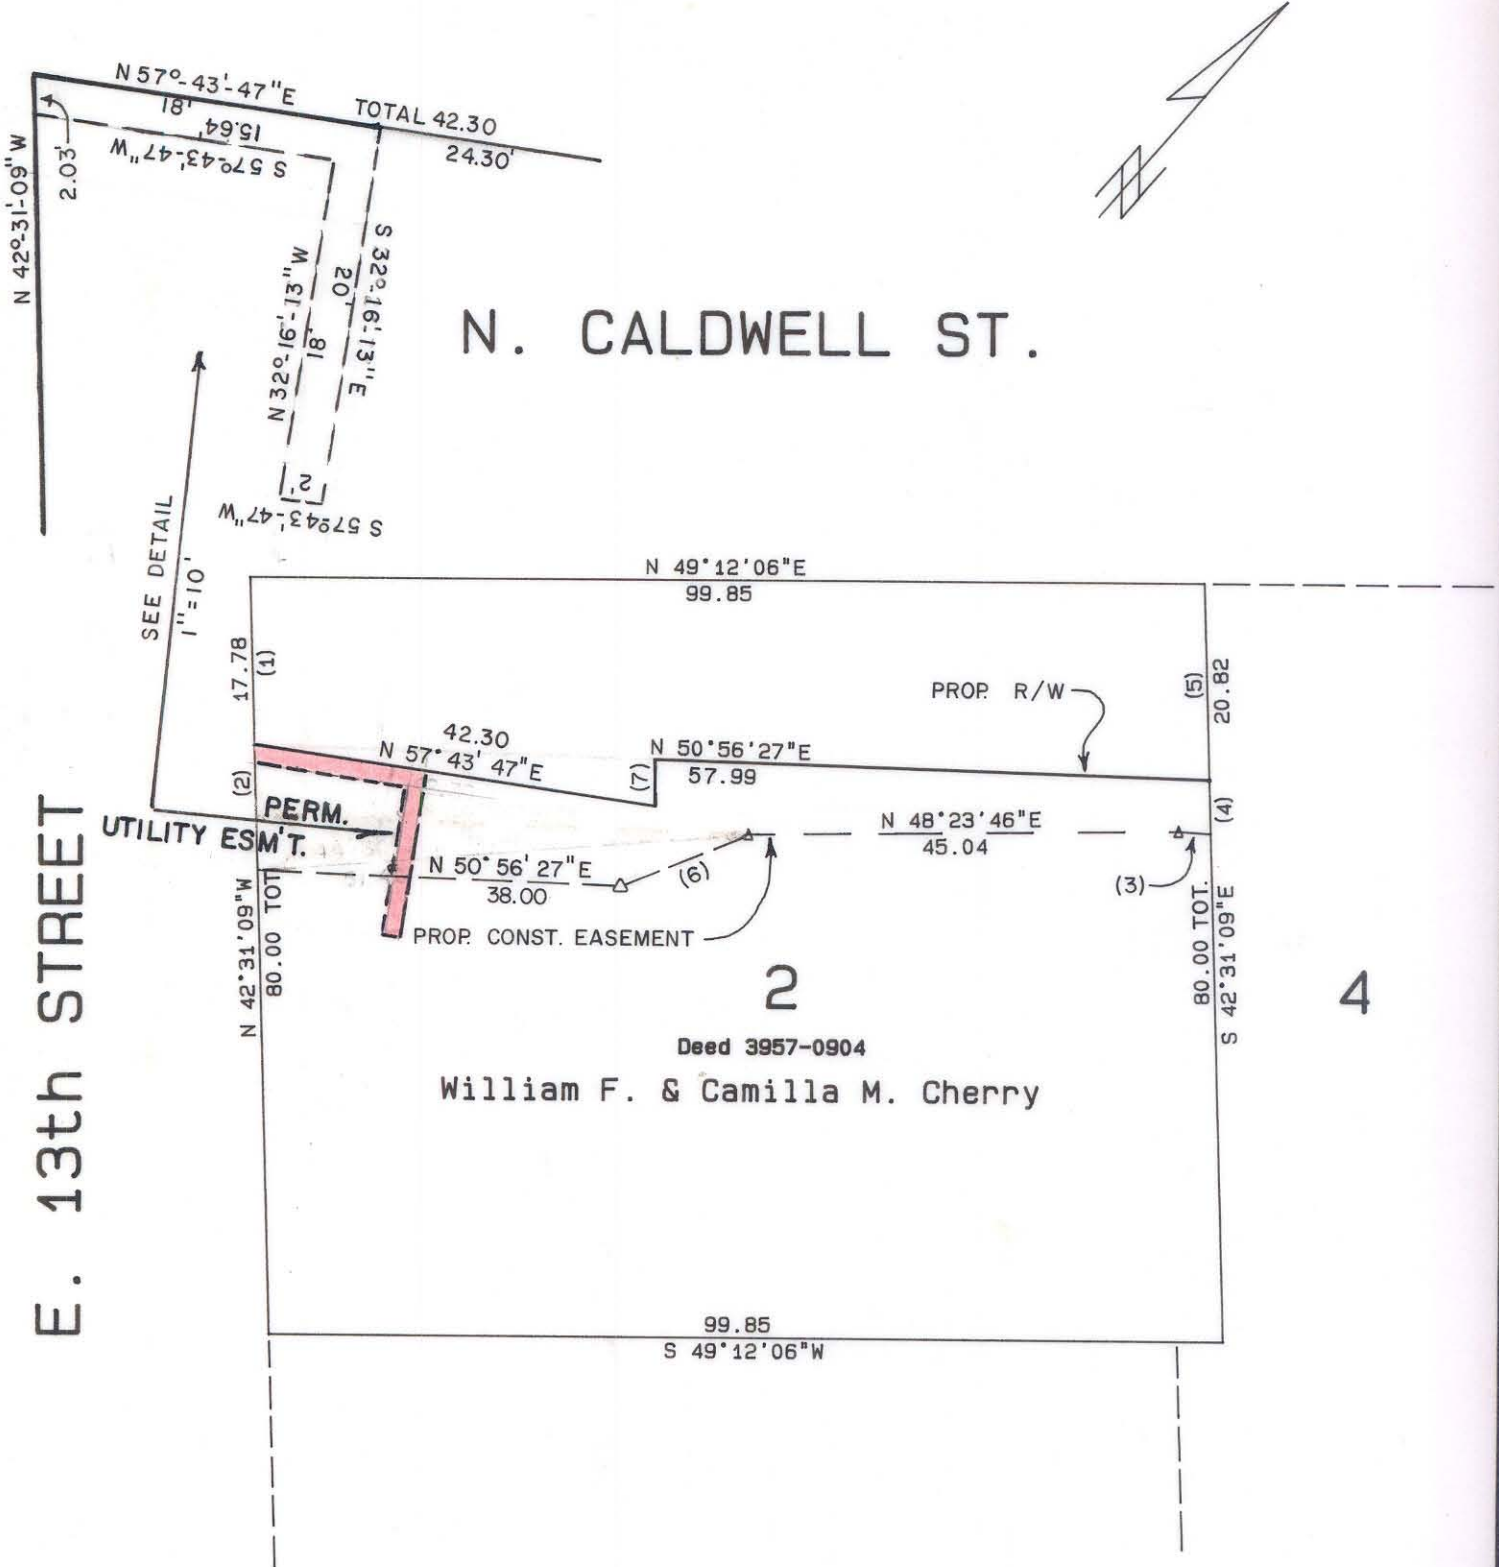 N 57°-43'-47"E
18'
TOTAL 42.30
24.30'
15.64'
S 57°-43'-47"W
2.03'
N 42°-31'-09"W
N 32°-16'-13"W
18'
20'
S 32°-16'-13"E
2'
S 57°43'-47"W
N. CALDWELL ST.
SEE DETAIL
1"=10'
N 49°12'06"E
99.85
17.78
(1)
(5)
20.82
PROP. R/W
42.30
N 57°43'47"E
N 50°56'27"E
57.99
(7)
(2)
(4)
PERM.
UTILITY ESM'T.
N 48°23'46"E
45.04
N 50°56'27"E
38.00
(6)
(3)
PROP. CONST. EASEMENT
N 42°31'09"W
80.00 TOT.
80.00 TOT.
S 42°31'09"E
E. 13th STREET
2
4
Deed 3957-0904
William F. & Camilla M. Cherry
99.85
S 49°12'06"W
N